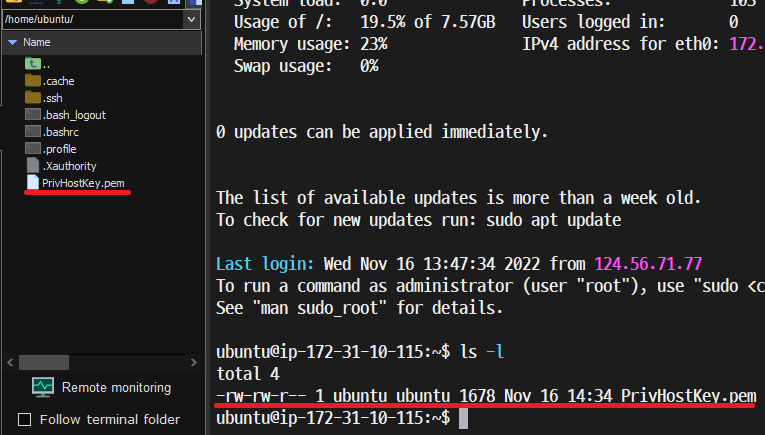 /home/ubuntu/
Name
..
.cache
.ssh
.bash_logout
.bashrc
.profile
.Xauthority
PrivHostKey.pem
Remote monitoring
Follow terminal folder
System load: 0.0 Processes: 103
Usage of /: 19.5% of 7.57GB Users logged in: 0
Memory usage: 23% IPv4 address for eth0: 172.
Swap usage: 0%
0 updates can be applied immediately.
The list of available updates is more than a week old.
To check for new updates run: sudo apt update
Last login: Wed Nov 16 13:47:34 2022 from 124.56.71.77
To run a command as administrator (user "root"), use "sudo <c
See "man sudo_root" for details.
ubuntu@ip-172-31-10-115:~$ ls -l
total 4
-rw-rw-r-- 1 ubuntu ubuntu 1678 Nov 16 14:34 PrivHostKey.pem
ubuntu@ip-172-31-10-115:~$